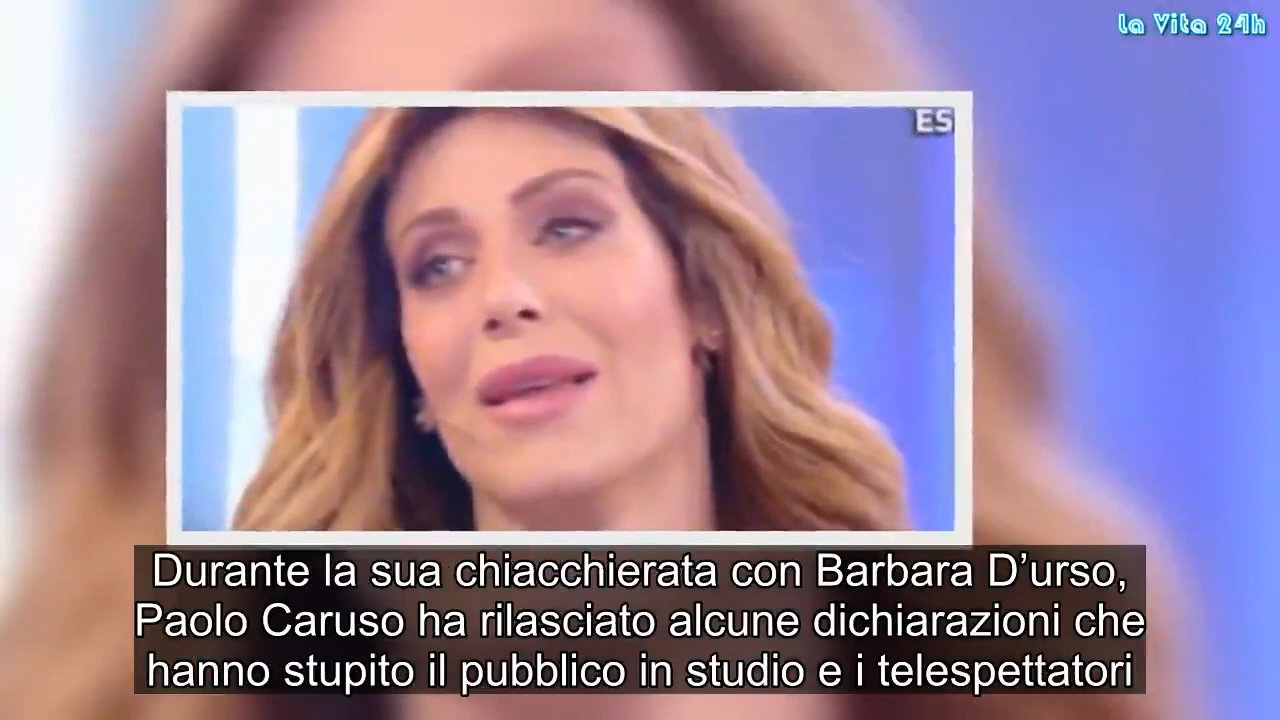 la Vita 24h
ES
Durante la sua chiacchierata con Barbara D’urso,
Paolo Caruso ha rilasciato alcune dichiarazioni che
hanno stupito il pubblico in studio e i telespettatori